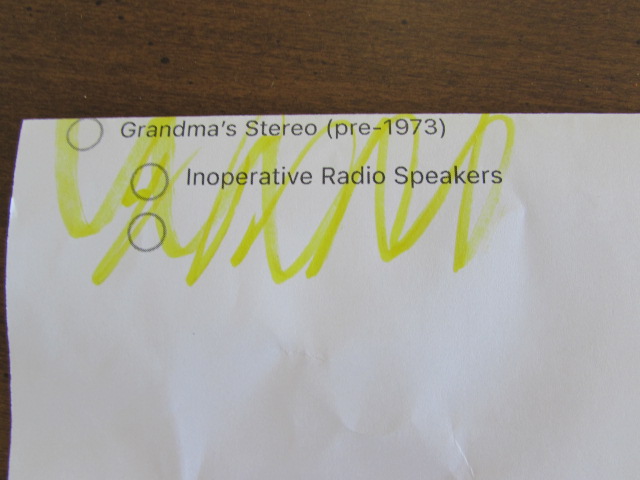 Grandma's Stereo (pre-1973)
Inoperative Radio Speakers